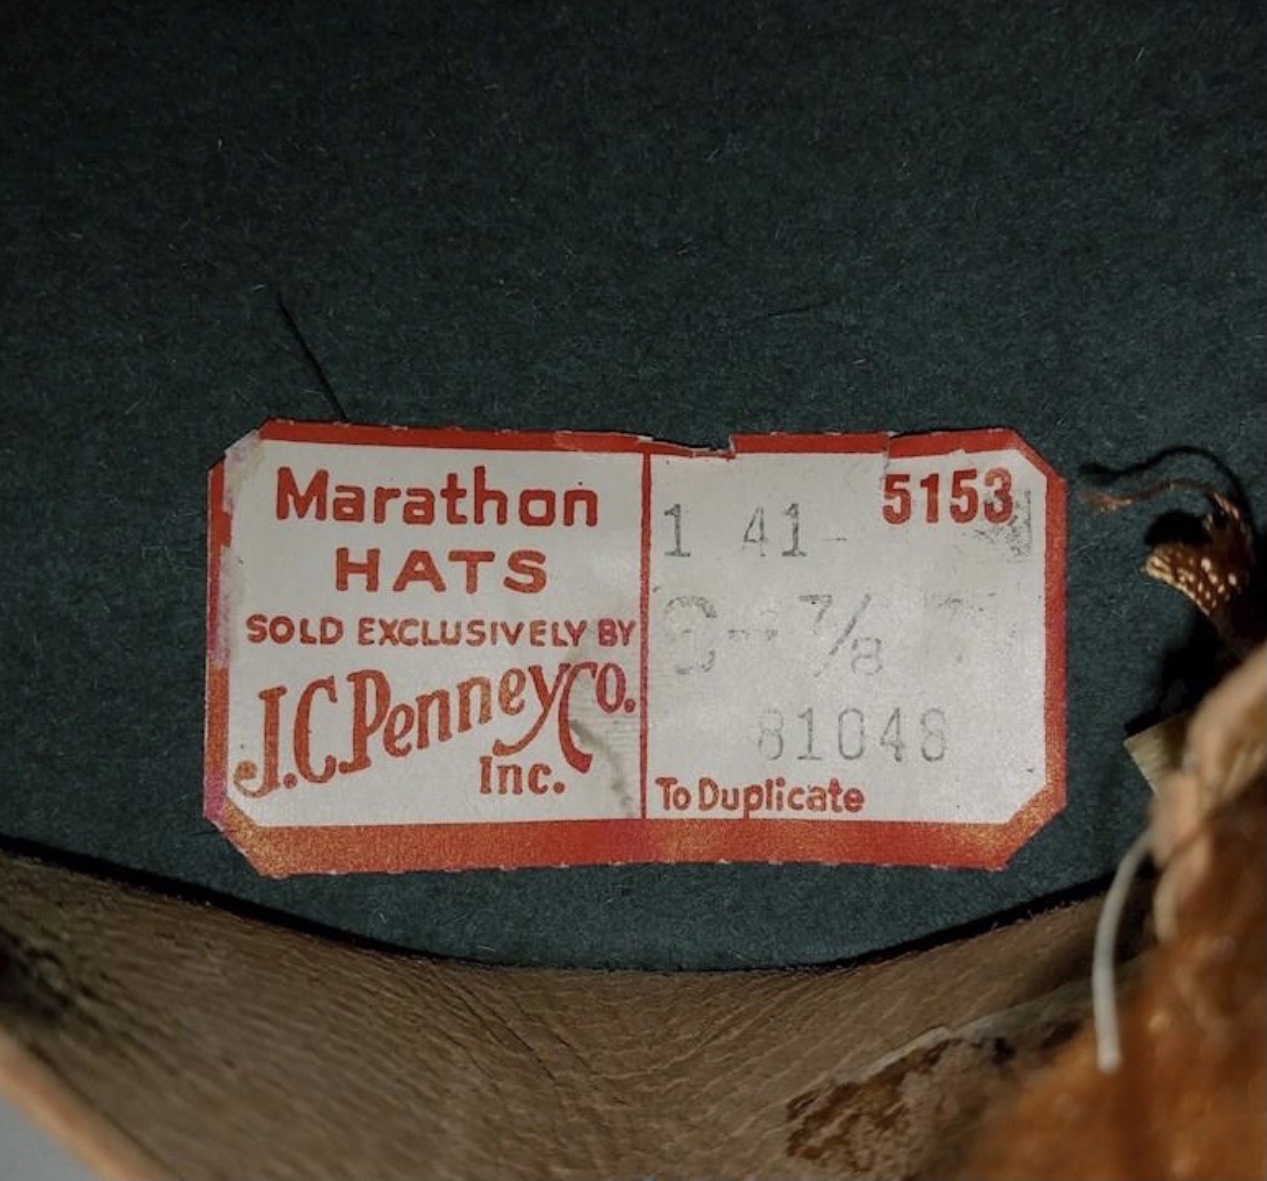 Marathon
HATS
SOLD EXCLUSIVELY BY
J.C. Penney Co.
Inc.
5153
1 41
7/8
81048
To Duplicate